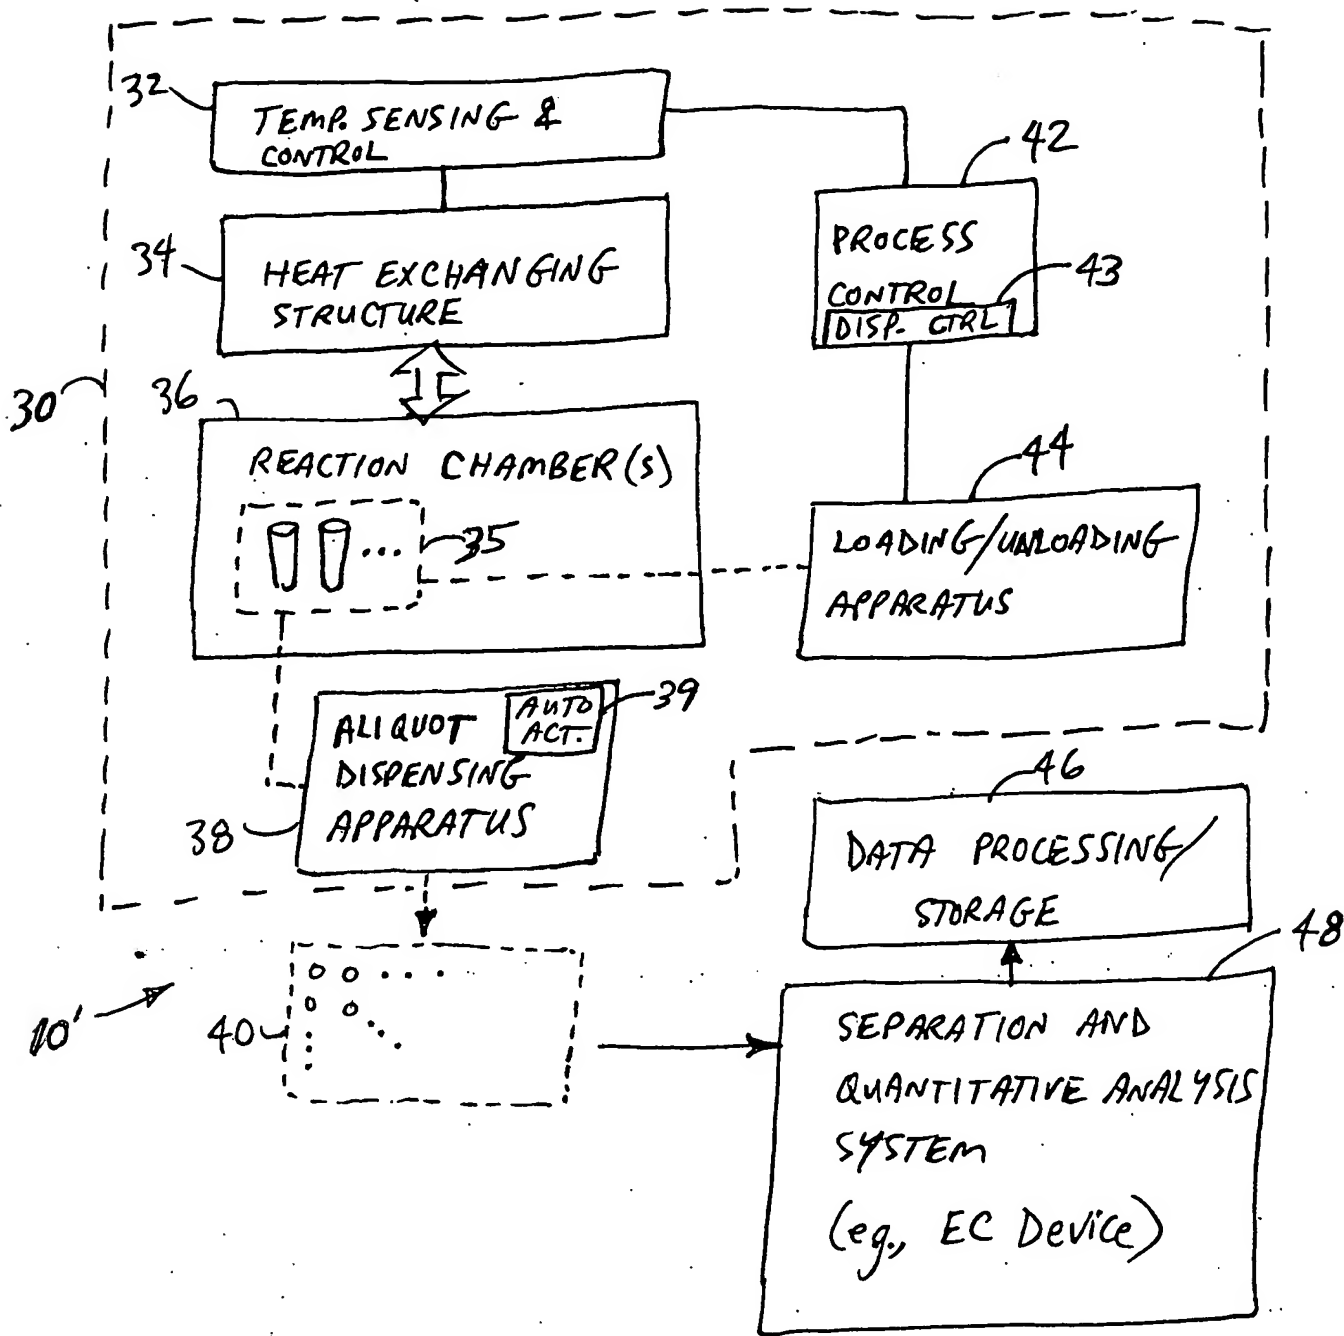 32
TEMP. SENSING &
CONTROL
42
34
HEAT EXCHANGING
STRUCTURE
PROCESS
CONTROL
43
DISP. CTRL
30
36
REACTION CHAMBER(S)
35
44
LOADING/UNLOADING
APPARATUS
ALIQUOT
DISPENSING
APPARATUS
AUTO
ACT.
39
38
46
DATA PROCESSING/
STORAGE
48
10'
40
SEPARATION AND
QUANTITATIVE ANALYSIS
SYSTEM
(eg., EC Device)